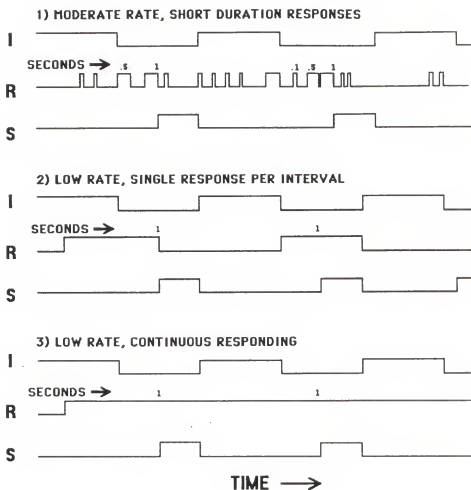 1) MODERATE RATE, SHORT DURATION RESPONSES
I
SECONDS → .5 1 .1 .5 1
R
S
2) LOW RATE, SINGLE RESPONSE PER INTERVAL
I
SECONDS → 1 1
R
S
3) LOW RATE, CONTINUOUS RESPONDING
I
SECONDS → 1 1
R
S
TIME →